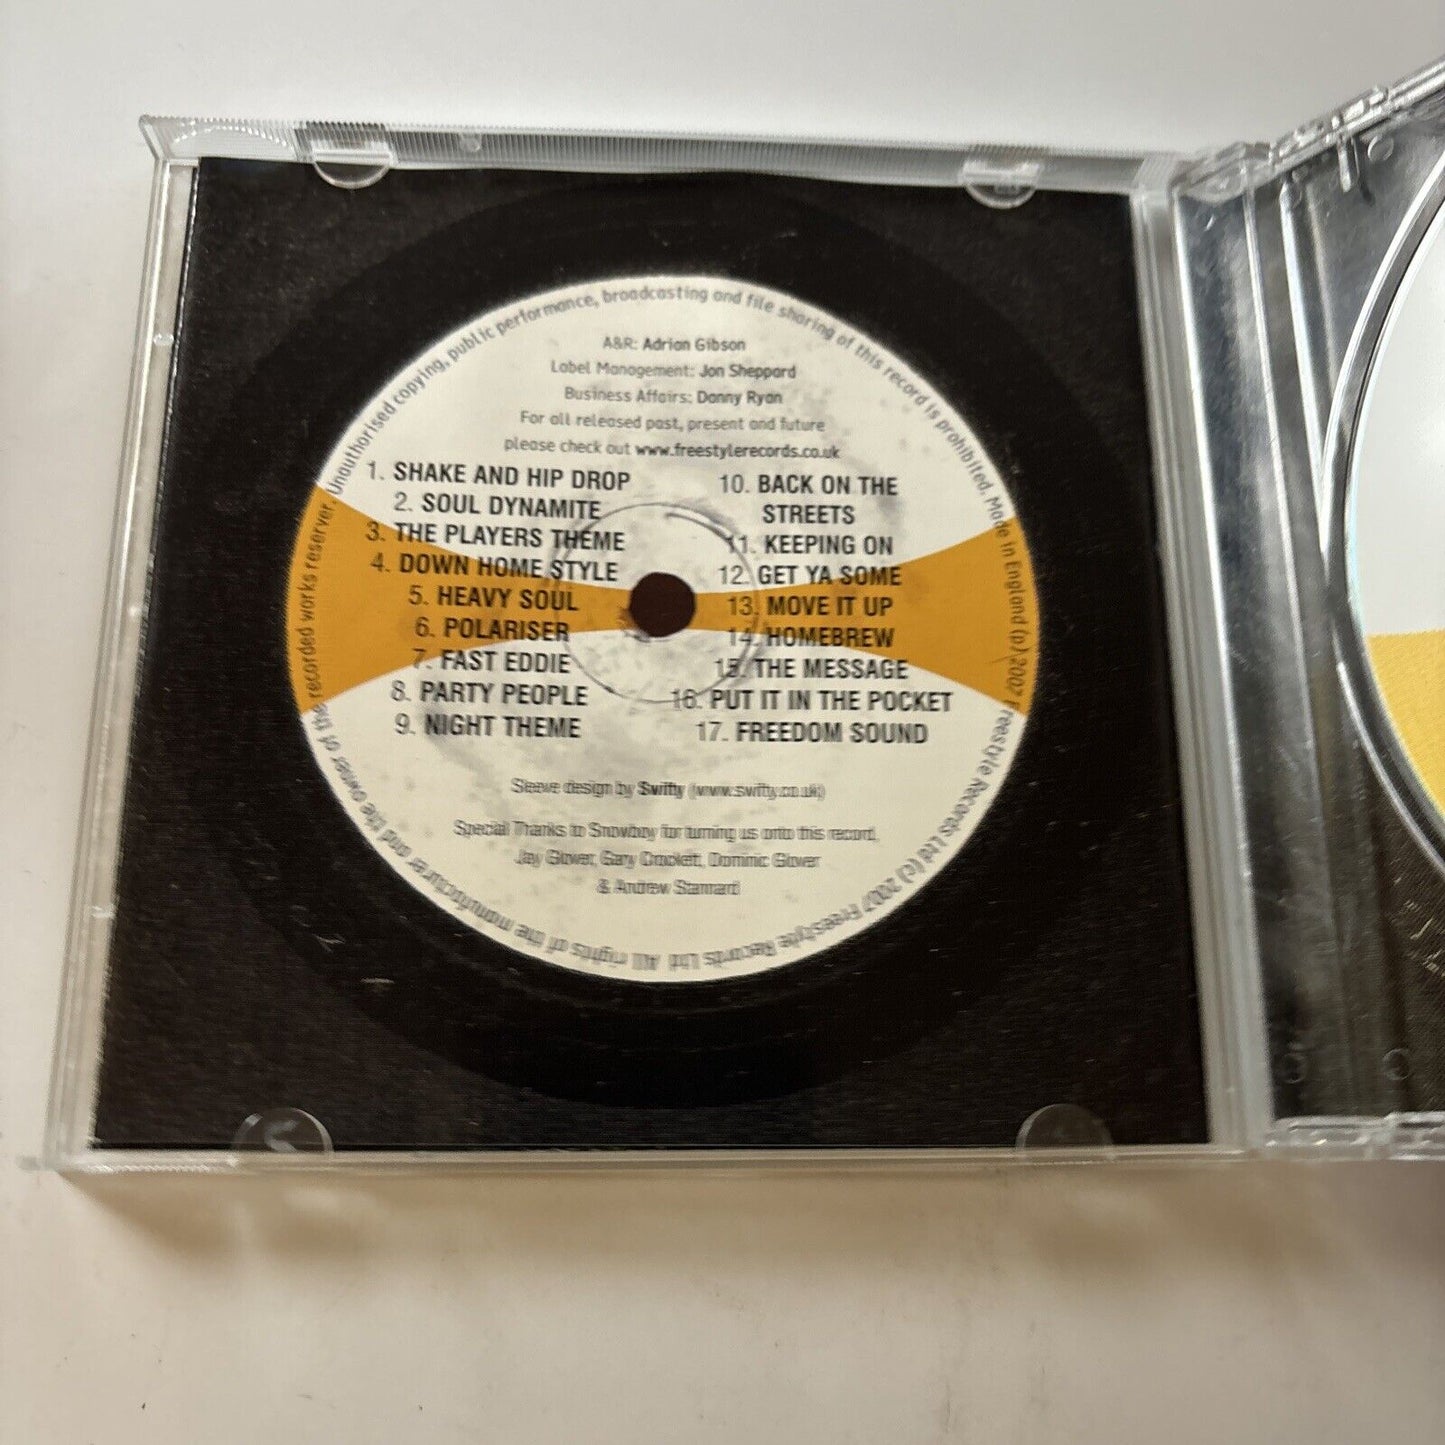 Unauthorised copying, public performance, broadcasting and file sharing of this record is prohibited. Made in England (p) 2007 Freestyle Records Ltd (c) 2007 Freestyle Records Ltd All rights of the manufacturer and the owner of the recorded works reserver.
A&R: Adrian Gibson
Label Management: Jon Sheppard
Business Affairs: Danny Ryan
For all released past, present and future
please check out www.freestylerecords.co.uk
1. SHAKE AND HIP DROP
2. SOUL DYNAMITE
3. THE PLAYERS THEME
4. DOWN HOME STYLE
5. HEAVY SOUL
6. POLARISER
7. FAST EDDIE
8. PARTY PEOPLE
9. NIGHT THEME
10. BACK ON THE
STREETS
11. KEEPING ON
12. GET YA SOME
13. MOVE IT UP
14. HOMEBREW
15. THE MESSAGE
16. PUT IT IN THE POCKET
17. FREEDOM SOUND
Sleeve design by Swifty (www.swifty.co.uk)
Special Thanks to Snowboy for turning us onto this record,
Jay Glover, Gary Crockett, Dominic Glover
& Andrew Stannard